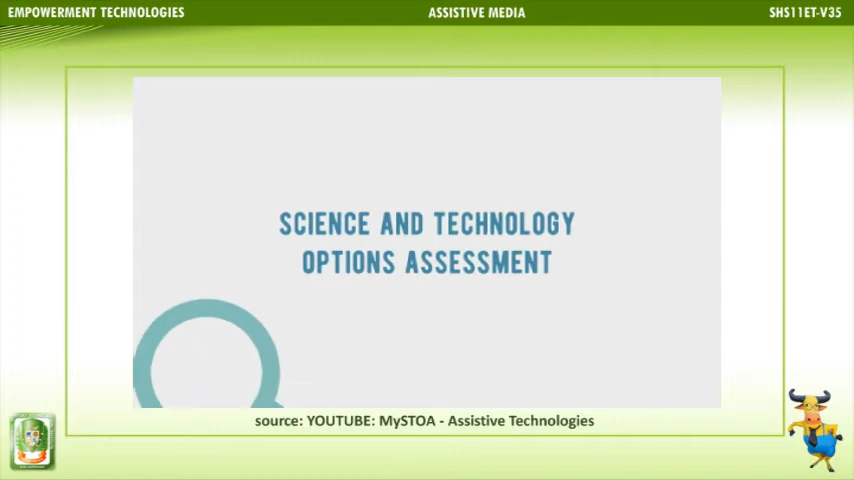 EMPOWERMENT TECHNOLOGIES
ASSISTIVE MEDIA
SHS11ET-V35
SCIENCE AND TECHNOLOGY
OPTIONS ASSESSMENT
source: YOUTUBE: MySTOA - Assistive Technologies